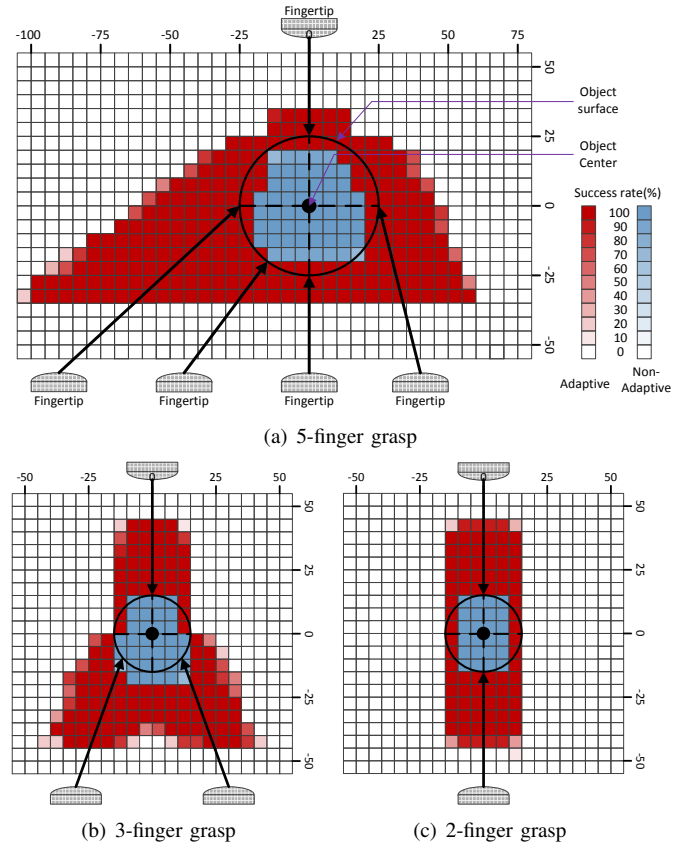 Fingertip
-100 -75 -50 -25 0 25 50 75
50
25
0
-25
-50
Object surface
Object Center
Success rate(%)
100
90
80
70
60
50
40
30
20
10
0
Adaptive
Non-Adaptive
Fingertip Fingertip Fingertip Fingertip
(a) 5-finger grasp
-50 -25 0 25 50
50
25
0
-25
-50
(b) 3-finger grasp
-50 -25 0 25 50
50
25
0
-25
-50
(c) 2-finger grasp